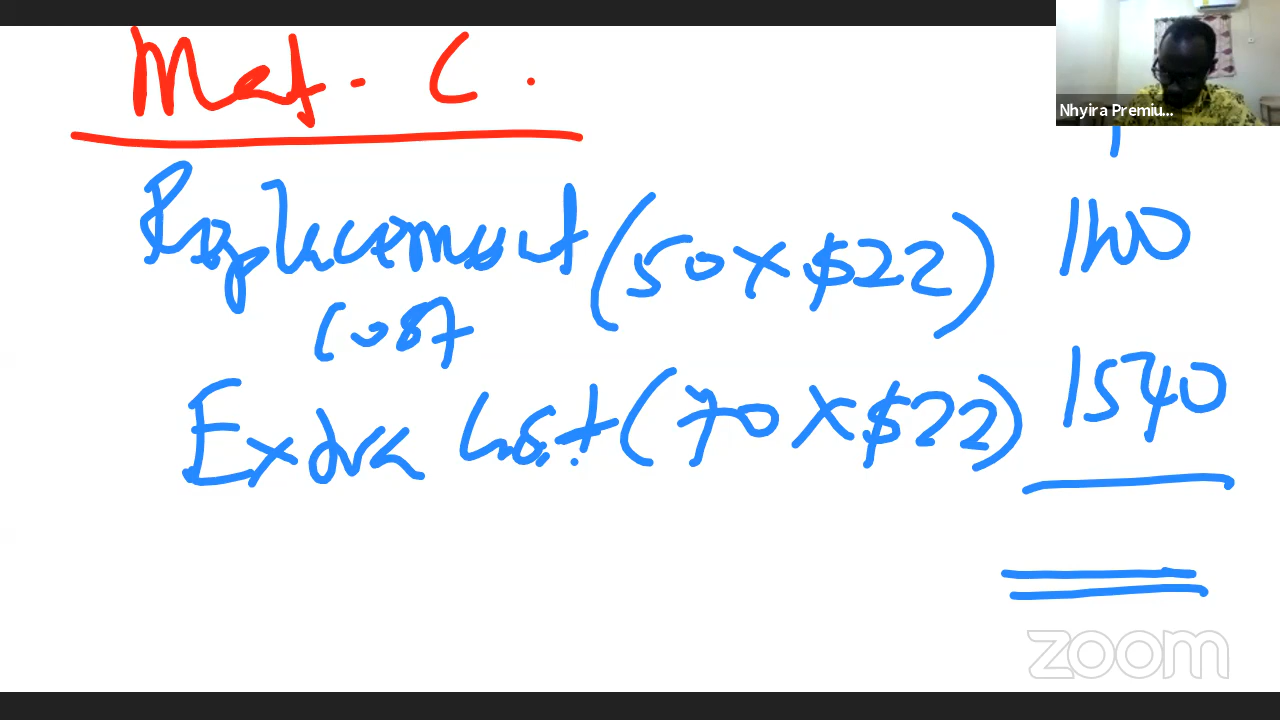 Mat. C.
Nhyira Premiu...
Replacement (50 x $22) 1100
cost
Extra cost (70 x $22) 1540
zoom